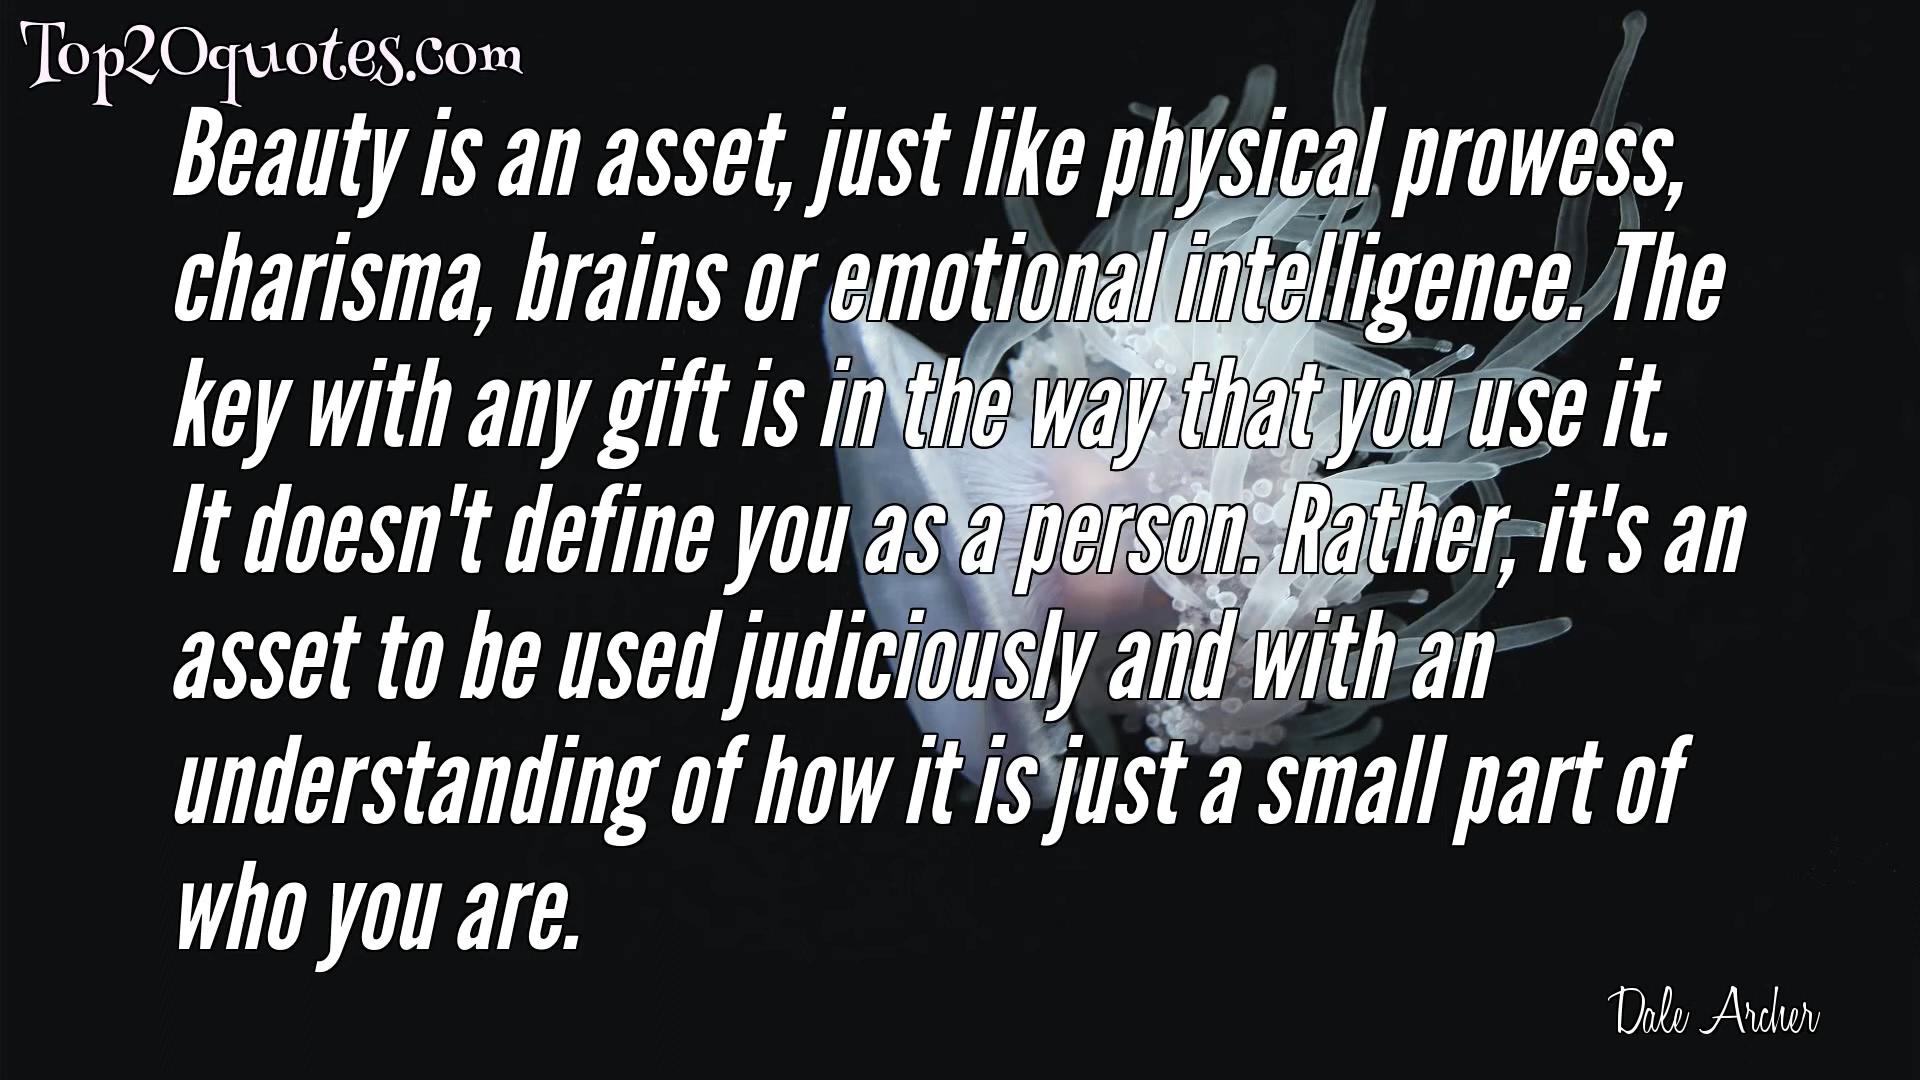 Top20quotes.com
Beauty is an asset, just like physical prowess,
charisma, brains or emotional intelligence. The
key with any gift is in the way that you use it.
It doesn't define you as a person. Rather, it's an
asset to be used judiciously and with an
understanding of how it is just a small part of
who you are.
Dale Archer